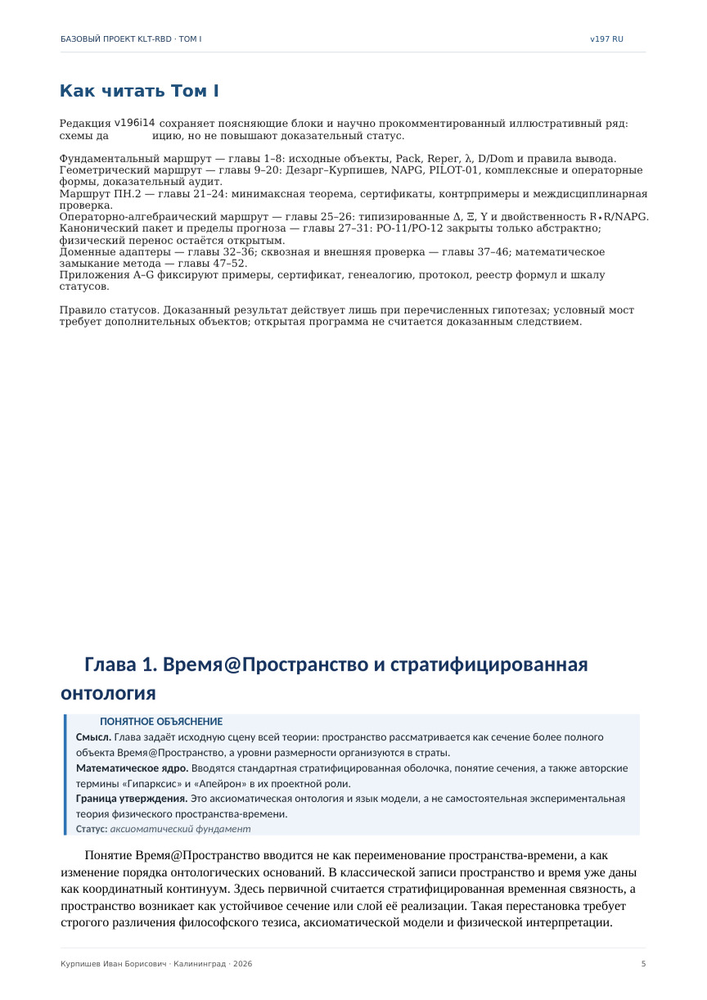 БАЗОВЫЙ ПРОЕКТ KLT-RBD · ТОМ I
v197 RU
Как читать Том I
Редакция v196i14 сохраняет поясняющие блоки и научно прокомментированный иллюстративный ряд:
схемы да ицию, но не повышают доказательный статус.
Фундаментальный маршрут — главы 1–8: исходные объекты, Pack, Reper, λ, D/Dom и правила вывода.
Геометрический маршрут — главы 9–20: Дезарг–Курпишев, NAPG, PILOT-01, комплексные и операторные
формы, доказательный аудит.
Маршрут ПН.2 — главы 21–24: минимаксная теорема, сертификаты, контрпримеры и междисциплинарная
проверка.
Операторно-алгебраический маршрут — главы 25–26: типизированные Δ, Ξ, Υ и двойственность R⋆R/NAPG.
Канонический пакет и пределы прогноза — главы 27–31: PO-11/PO-12 закрыты только абстрактно;
физический перенос остаётся открытым.
Доменные адаптеры — главы 32–36; сквозная и внешняя проверка — главы 37–46; математическое
замыкание метода — главы 47–52.
Приложения A–G фиксируют примеры, сертификат, генеалогию, протокол, реестр формул и шкалу
статусов.
Правило статусов. Доказанный результат действует лишь при перечисленных гипотезах; условный мост
требует дополнительных объектов; открытая программа не считается доказанным следствием.
Глава 1. Время@Пространство и стратифицированная
онтология
ПОНЯТНОЕ ОБЪЯСНЕНИЕ
Смысл. Глава задаёт исходную сцену всей теории: пространство рассматривается как сечение более полного
объекта Время@Пространство, а уровни размерности организуются в страты.
Математическое ядро. Вводятся стандартная стратифицированная оболочка, понятие сечения, а также авторские
термины «Гипарксис» и «Апейрон» в их проектной роли.
Граница утверждения. Это аксиоматическая онтология и язык модели, а не самостоятельная экспериментальная
теория физического пространства-времени.
Статус: аксиоматический фундамент
Понятие Время@Пространство вводится не как переименование пространства-времени, а как
изменение порядка онтологических оснований. В классической записи пространство и время уже даны
как координатный континуум. Здесь первичной считается стратифицированная временная связность, а
пространство возникает как устойчивое сечение или слой её реализации. Такая перестановка требует
строгого различения философского тезиса, аксиоматической модели и физической интерпретации.
Курпишев Иван Борисович · Калининград · 2026
5